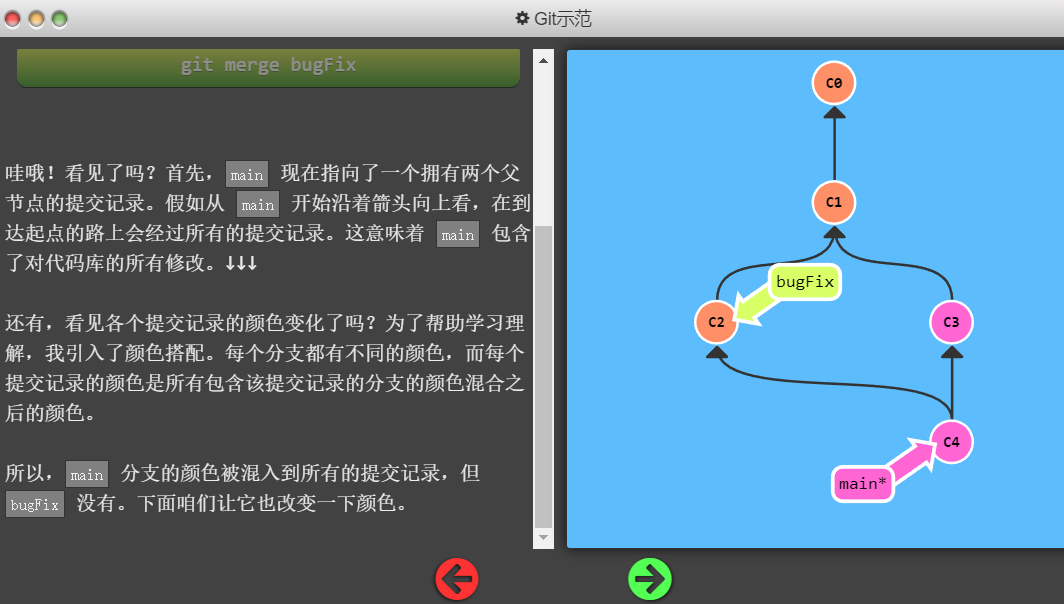 Git示范
git merge bugFix
哇哦！看见了吗？首先，main 现在指向了一个拥有两个父
节点的提交记录。假如从 main 开始沿着箭头向上看，在到
达起点的路上会经过所有的提交记录。这意味着 main 包含
了对代码库的所有修改。↓↓↓
还有，看见各个提交记录的颜色变化了吗？为了帮助学习理
解，我引入了颜色搭配。每个分支都有不同的颜色，而每个
提交记录的颜色是所有包含该提交记录的分支的颜色混合之
后的颜色。
所以，main 分支的颜色被混入到所有的提交记录，但
bugFix 没有。下面咱们让它也改变一下颜色。
C0
C1
bugFix
C2
C3
C4
main*